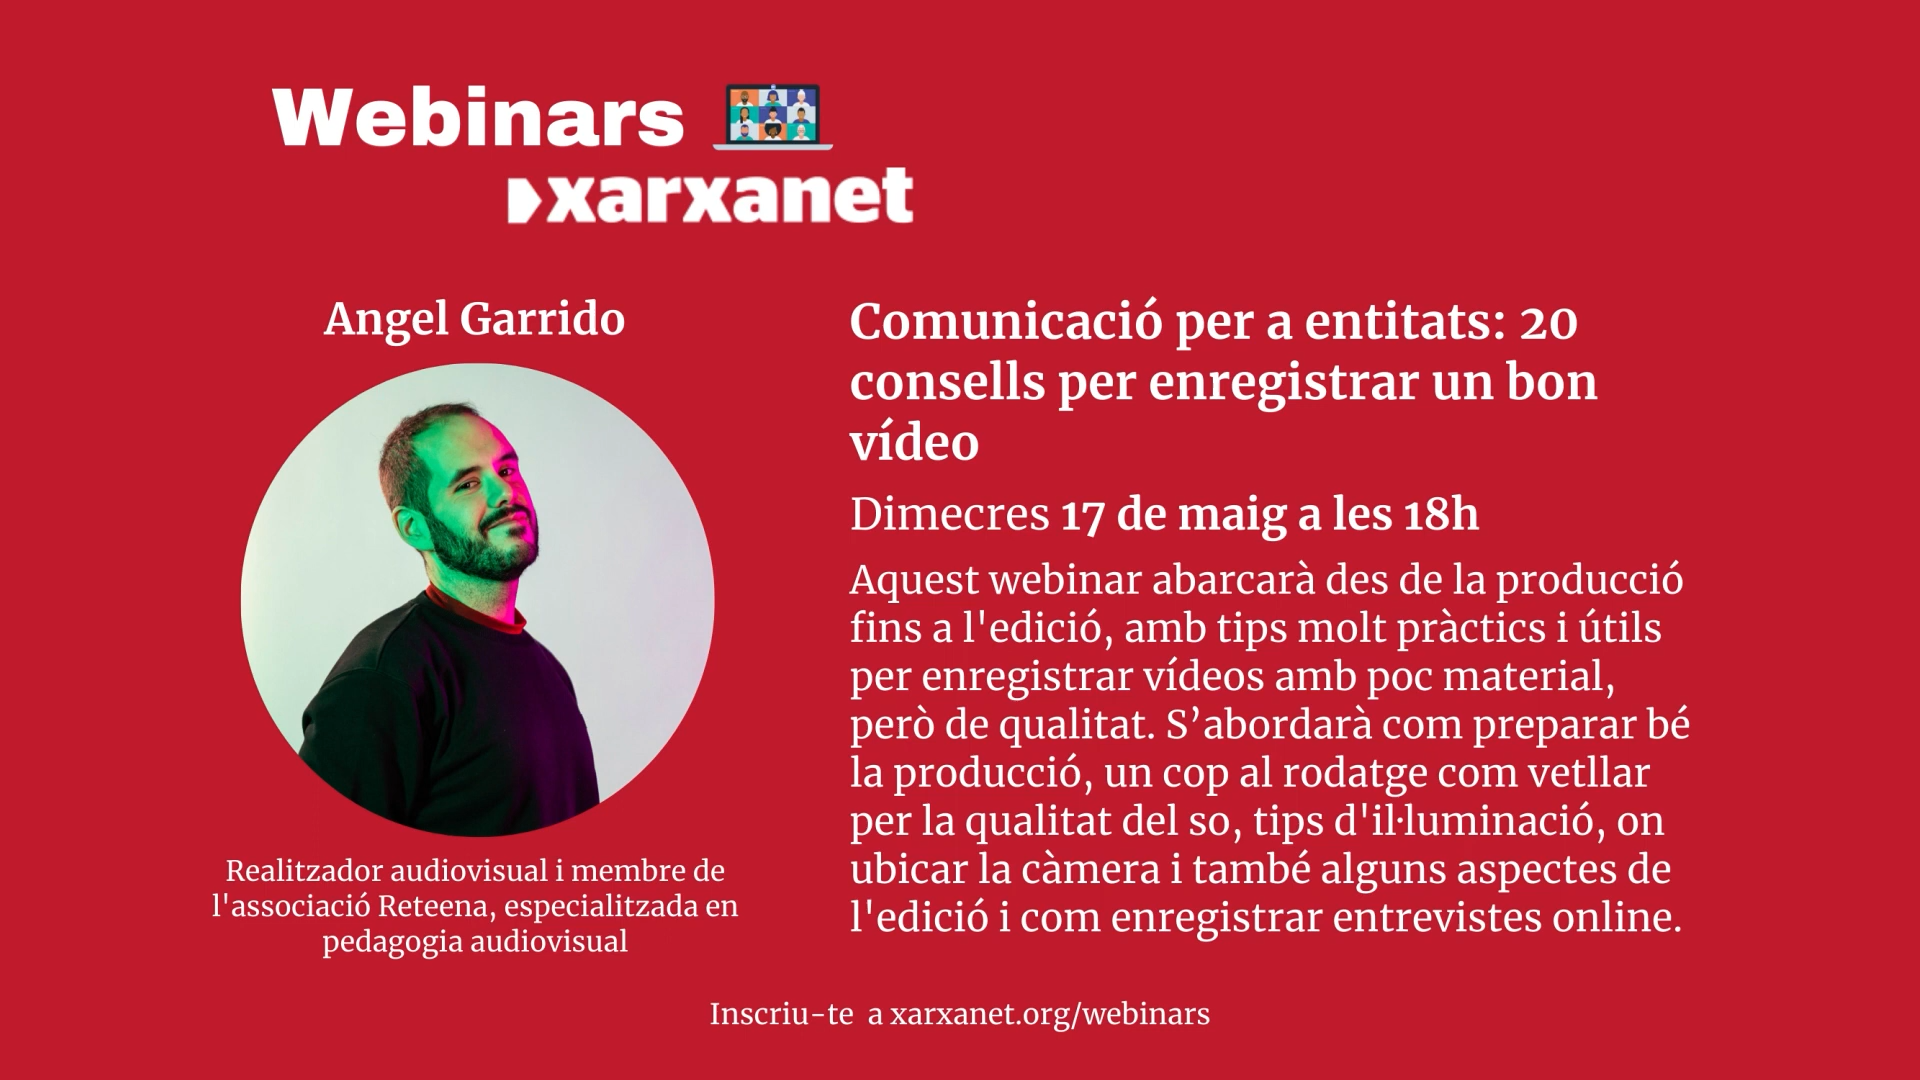 Webinars
xarxanet
Angel Garrido
Realitzador audiovisual i membre de
l'associació Reteena, especialitzada en
pedagogia audiovisual
Comunicació per a entitats: 20
consells per enregistrar un bon
vídeo
Dimecres 17 de maig a les 18h
Aquest webinar abarcarà des de la producció
fins a l'edició, amb tips molt pràctics i útils
per enregistrar vídeos amb poc material,
però de qualitat. S’abordarà com preparar bé
la producció, un cop al rodatge com vetllar
per la qualitat del so, tips d'il·luminació, on
ubicar la càmera i també alguns aspectes de
l'edició i com enregistrar entrevistes online.
Inscriu-te a xarxanet.org/webinars